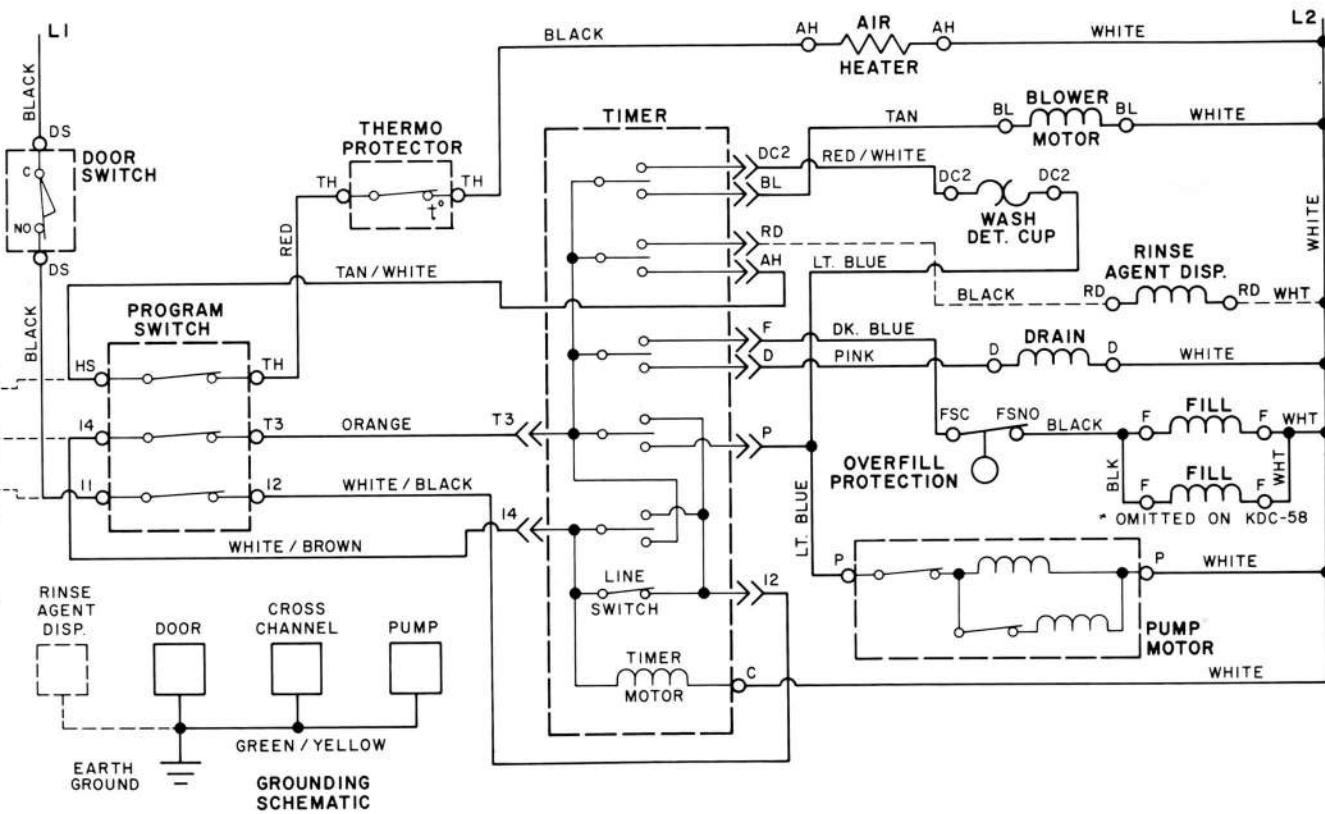 L1
L2
BLACK
AH
AIR
HEATER
AH
WHITE
BLACK
DS
DOOR
SWITCH
C
NO
DS
THERMO
PROTECTOR
TH
t°
TH
TIMER
TAN
BL
BLOWER
MOTOR
BL
WHITE
DC2
RED/WHITE
BL
DC2
DC2
WASH
DET. CUP
WHITE
RED
RD
AH
TAN/WHITE
LT. BLUE
RINSE
AGENT DISP.
BLACK
RD
RD
WHT
BLACK
PROGRAM
SWITCH
HS
TH
F
DK. BLUE
D
PINK
D
DRAIN
D
WHITE
14
T3
ORANGE
T3
P
FSC
FSNO
BLACK
F
FILL
F
WHT
OVERFILL
PROTECTION
BLK
F
FILL
F
WHT
* OMITTED ON KDC-58
11
12
WHITE/BLACK
14
WHITE / BROWN
LT. BLUE
LINE
SWITCH
12
P
P
WHITE
PUMP
MOTOR
TIMER
MOTOR
C
WHITE
RINSE
AGENT
DISP.
DOOR
CROSS
CHANNEL
PUMP
GREEN / YELLOW
EARTH
GROUND
GROUNDING
SCHEMATIC